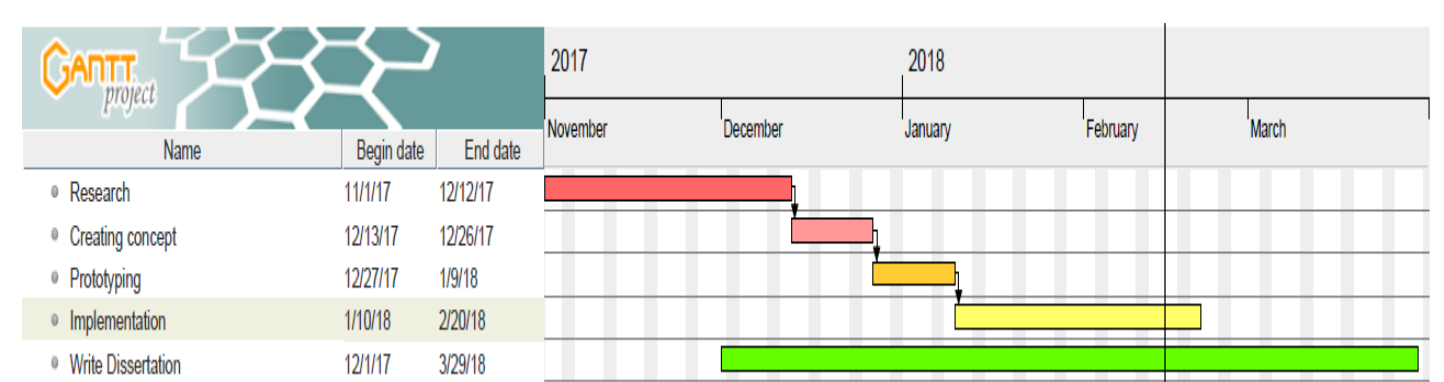 GANTT
project
2017 2018
November December January February March
Name Begin date End date
Research 11/1/17 12/12/17
Creating concept 12/13/17 12/26/17
Prototyping 12/27/17 1/9/18
Implementation 1/10/18 2/20/18
Write Dissertation 12/1/17 3/29/18